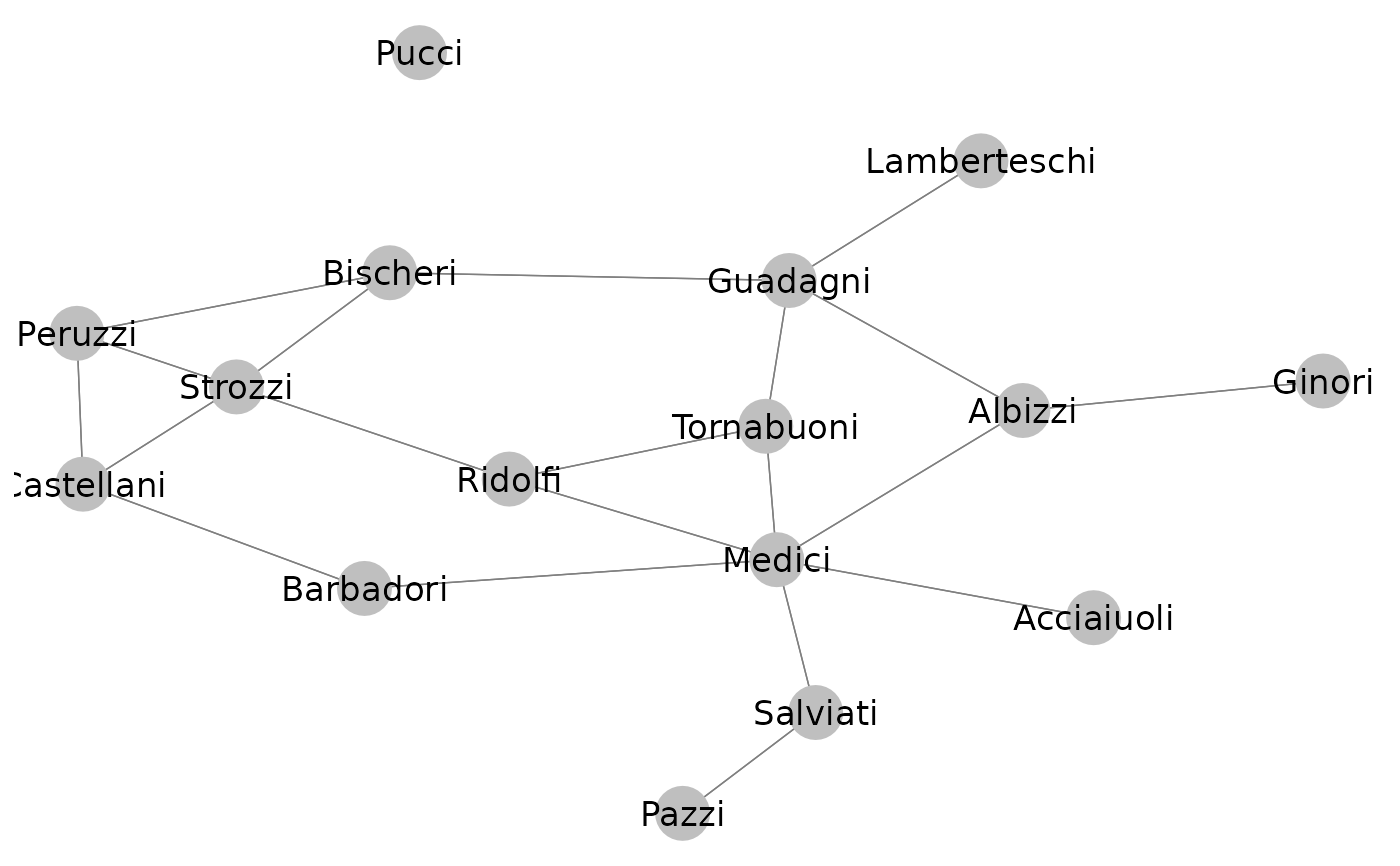 Pucci
Lamberteschi
Bischeri
Guadagni
Peruzzi
Strozzi
Ginori
Albizzi
Tornabuoni
Ridolfi
Castellani
Medici
Barbadori
Acciaiuoli
Salviati
Pazzi